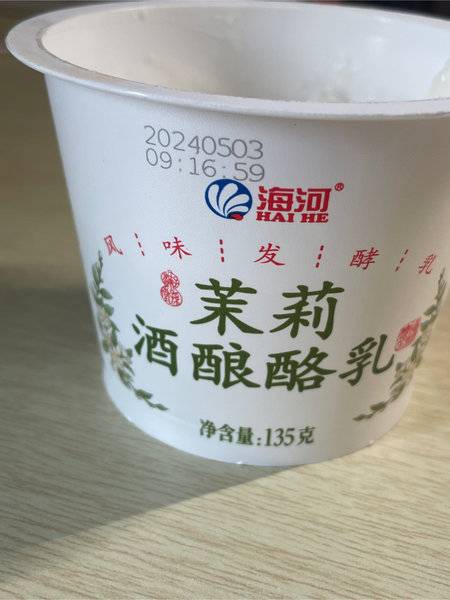 20240503
09:16:59
海河®
HAI HE
风味发酵乳
茉莉
酒酿酪乳
净含量:135克